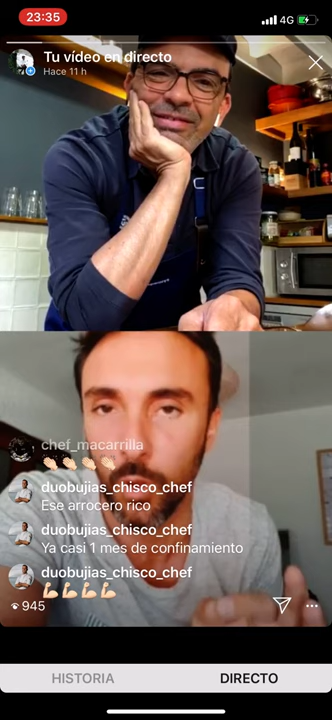 23:35
4G
Tu vídeo en directo
Hace 11 h
chef_macarrilla
👏🏻👏🏻👏🏻👏🏻
duobujias_chisco_chef
Ese arrocero rico
duobujias_chisco_chef
Ya casi 1 mes de confinamiento
duobujias_chisco_chef
💪🏻💪🏻💪🏻💪🏻
945
HISTORIA DIRECTO